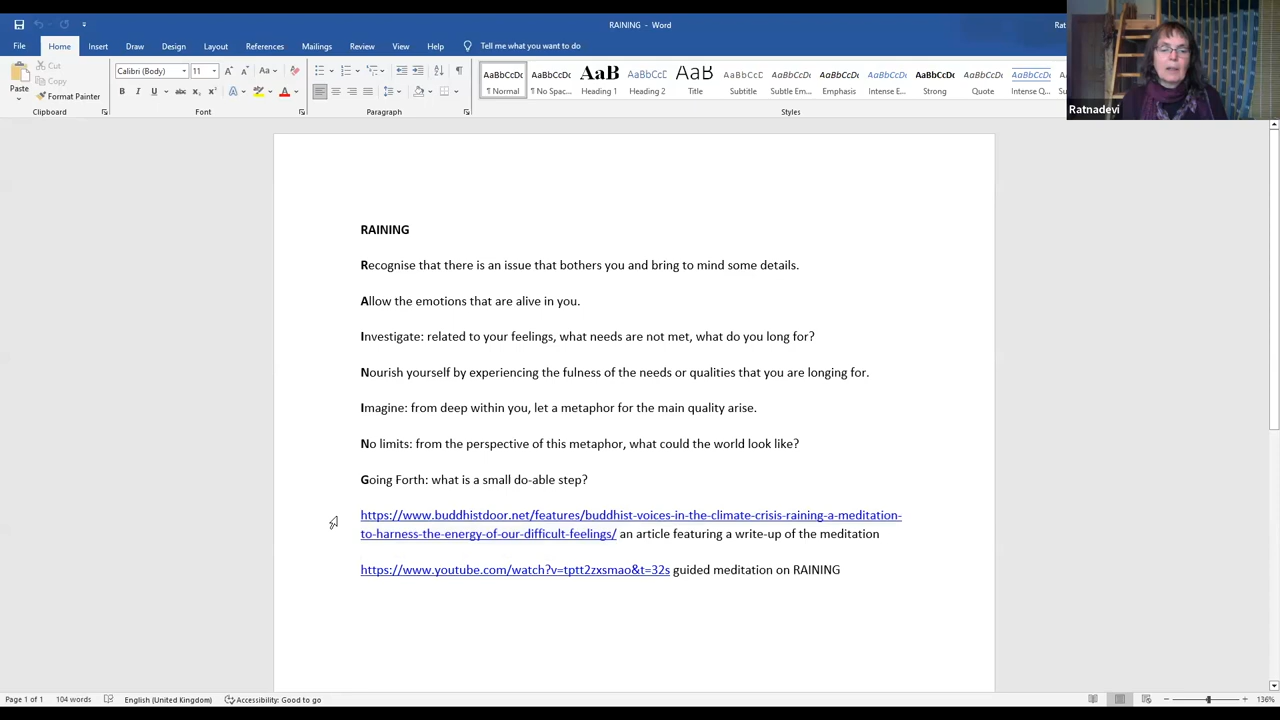 RAINING - Word
Rat
File Home Insert Draw Design Layout References Mailings Review View Help Tell me what you want to do
Paste
Cut
Copy
Format Painter
Clipboard
Calibri (Body) 11
Font
Paragraph
AaBbCcDc AaBbCcDc AaB AaBbCcC AaB AaBbCcC AaBbCcDc AaBbCcDc AaBbCcDc AaBbCcDc AaBbCcDc AaBbCcDc
¶ Normal ¶ No Spac... Heading 1 Heading 2 Title Subtitle Subtle Em... Emphasis Intense E... Strong Quote Intense Q...
Styles
Ratnadevi
RAINING
Recognise that there is an issue that bothers you and bring to mind some details.
Allow the emotions that are alive in you.
Investigate: related to your feelings, what needs are not met, what do you long for?
Nourish yourself by experiencing the fulness of the needs or qualities that you are longing for.
Imagine: from deep within you, let a metaphor for the main quality arise.
No limits: from the perspective of this metaphor, what could the world look like?
Going Forth: what is a small do-able step?
https://www.buddhistdoor.net/features/buddhist-voices-in-the-climate-crisis-raining-a-meditation-
to-harness-the-energy-of-our-difficult-feelings/ an article featuring a write-up of the meditation
https://www.youtube.com/watch?v=tptt2zxsmao&t=32s guided meditation on RAINING
Page 1 of 1 104 words English (United Kingdom) Accessibility: Good to go 136%